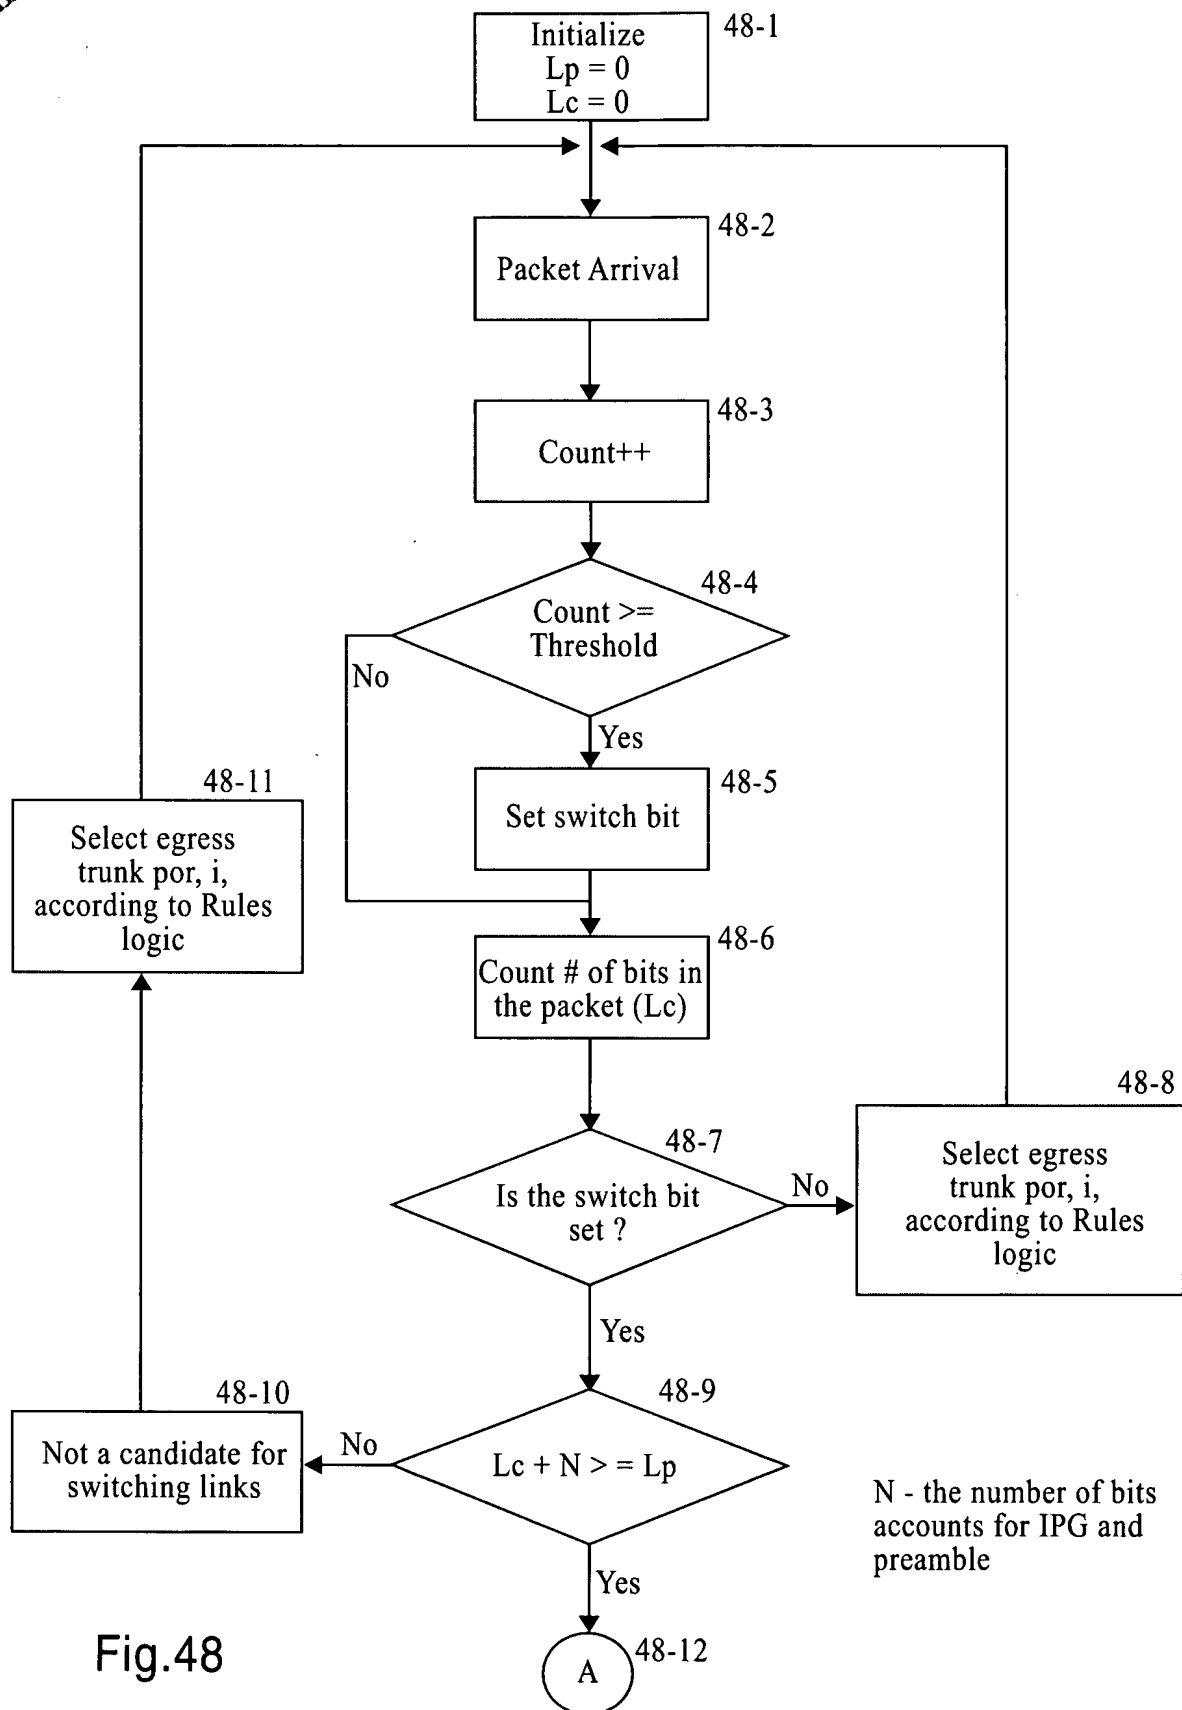 Initialize
Lp = 0
Lc = 0
48-1
48-2
Packet Arrival
48-3
Count++
48-4
Count >=
Threshold
No
Yes
48-5
Set switch bit
48-11
Select egress
trunk por, i,
according to Rules
logic
48-6
Count # of bits in
the packet (Lc)
48-7
Is the switch bit
set ?
No
48-8
Select egress
trunk por, i,
according to Rules
logic
Yes
48-9
Lc + N > = Lp
No
48-10
Not a candidate for
switching links
N - the number of bits
accounts for IPG and
preamble
Yes
48-12
A
Fig.48